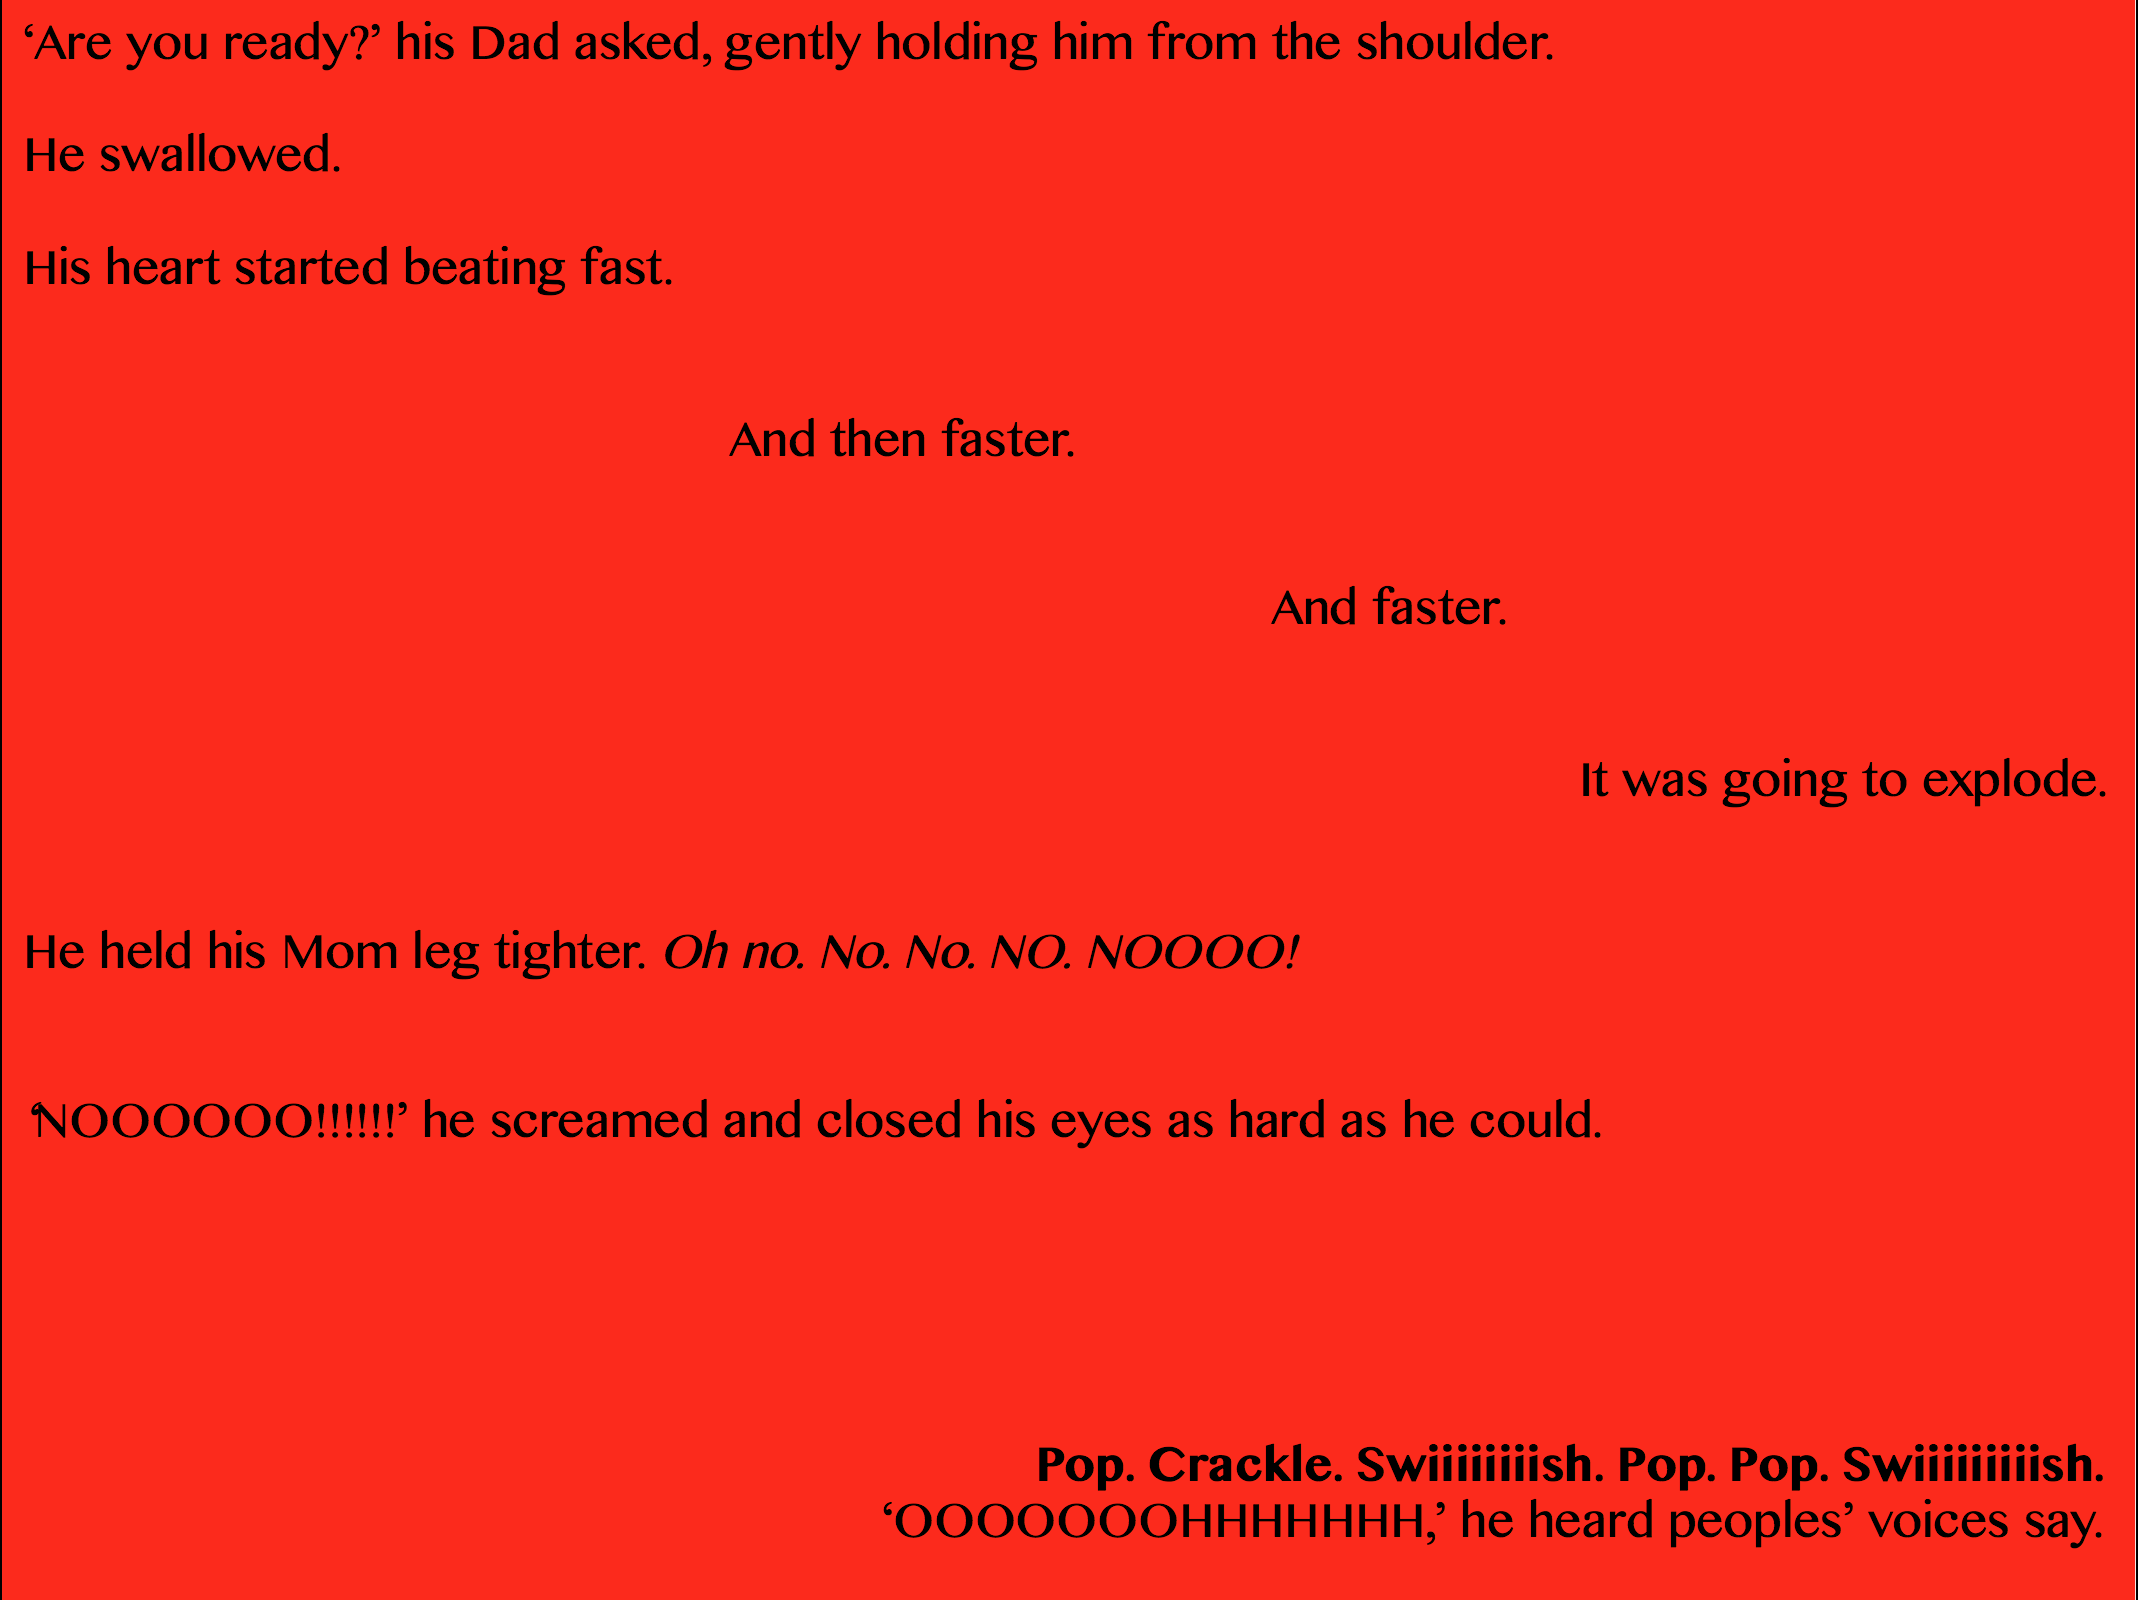 ‘Are you ready?’ his Dad asked, gently holding him from the shoulder.
He swallowed.
His heart started beating fast.
And then faster.
And faster.
It was going to explode.
He held his Mom leg tighter. Oh no. No. No. NO. NOOOO!
‘NOOOOOO!!!!!!’ he screamed and closed his eyes as hard as he could.
Pop. Crackle. Swiiiiiiiish. Pop. Pop. Swiiiiiiiiish.
‘OOOOOOOHHHHHHH,’ he heard peoples’ voices say.